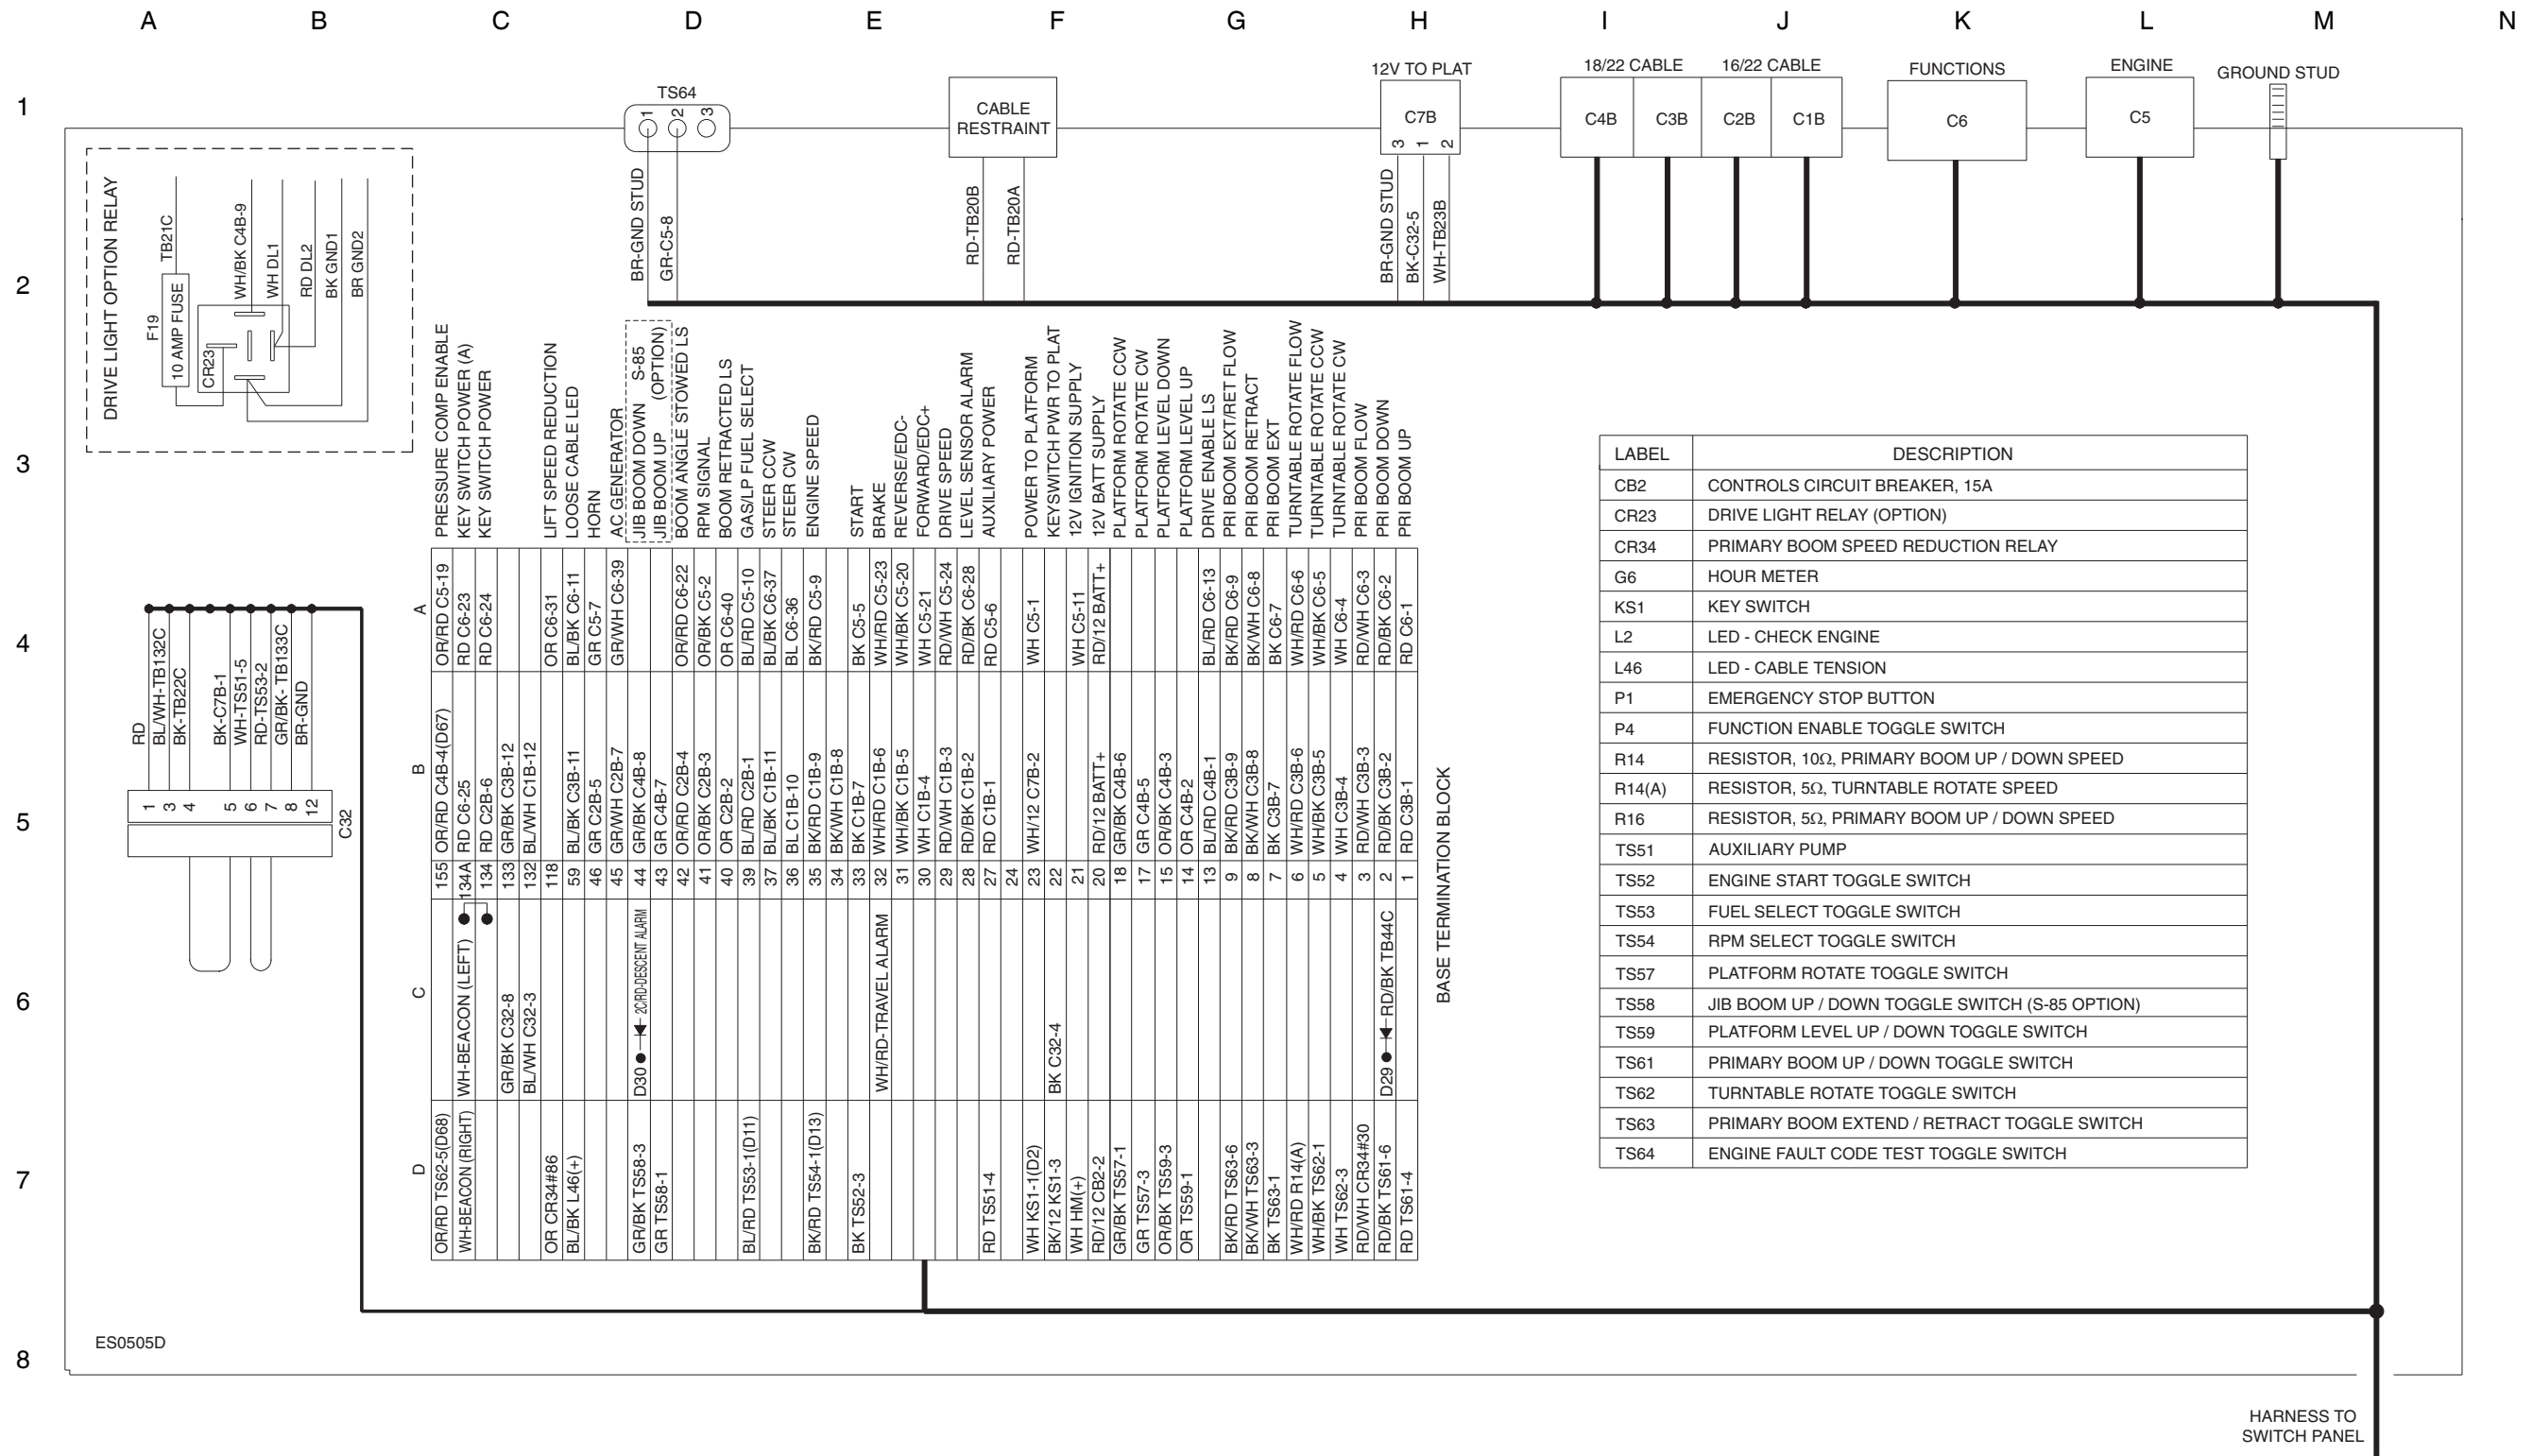 A B C D E F G H I J K L M N
1
2
3
4
5
6
7
8
TS64
1 2 3
CABLE
RESTRAINT
12V TO PLAT
C7B
3 1 2
18/22 CABLE
16/22 CABLE
C4B C3B C2B C1B
FUNCTIONS
C6
ENGINE
C5
GROUND STUD
DRIVE LIGHT OPTION RELAY
F19
10 AMP FUSE
TB21C
CR23
WH/BK C4B-9
WH DL1
RD DL2
BK GND1
BR GND2
BR-GND STUD
GR-C5-8
RD-TB20B
RD-TB20A
BR-GND STUD
BK-C32-5
WH-TB23B
PRESSURE COMP ENABLE
KEY SWITCH POWER (A)
KEY SWITCH POWER
LIFT SPEED REDUCTION
LOOSE CABLE LED
HORN
AC GENERATOR
JIB BOOM DOWN S-85
JIB BOOM UP (OPTION)
BOOM ANGLE STOWED LS
RPM SIGNAL
BOOM RETRACTED LS
GAS/LP FUEL SELECT
STEER CCW
STEER CW
ENGINE SPEED
START
BRAKE
REVERSE/EDC-
FORWARD/EDC+
DRIVE SPEED
LEVEL SENSOR ALARM
AUXILIARY POWER
POWER TO PLATFORM
KEYSWITCH PWR TO PLAT
12V IGNITION SUPPLY
12V BATT SUPPLY
PLATFORM ROTATE CCW
PLATFORM ROTATE CW
PLATFORM LEVEL DOWN
PLATFORM LEVEL UP
DRIVE ENABLE LS
PRI BOOM EXT/RET FLOW
PRI BOOM RETRACT
PRI BOOM EXT
TURNTABLE ROTATE FLOW
TURNTABLE ROTATE CCW
TURNTABLE ROTATE CW
PRI BOOM FLOW
PRI BOOM DOWN
PRI BOOM UP
A
OR/RD C5-19
RD C6-23
RD C6-24
OR C6-31
BL/BK C6-11
GR C5-7
GR/WH C6-39
OR/RD C6-22
OR/BK C5-2
OR C6-40
BL/RD C5-10
BL/BK C6-37
BL C6-36
BK/RD C5-9
BK C5-5
WH/RD C5-23
WH/BK C5-20
WH C5-21
RD/WH C5-24
RD/BK C6-28
RD C5-6
WH C5-1
WH C5-11
RD/12 BATT+
BL/RD C6-13
BK/RD C6-9
BK/WH C6-8
BK C6-7
WH/RD C6-6
WH/BK C6-5
WH C6-4
RD/WH C6-3
RD/BK C6-2
RD C6-1
B
OR/RD C4B-4(D67)
RD C6-25
RD C2B-6
GR/BK C3B-12
BL/WH C1B-12
BL/BK C3B-11
GR C2B-5
GR/WH C2B-7
GR/BK C4B-8
GR C4B-7
OR/RD C2B-4
OR/BK C2B-3
OR C2B-2
BL/RD C2B-1
BL/BK C1B-11
BL C1B-10
BK/RD C1B-9
BK/WH C1B-8
BK C1B-7
WH/RD C1B-6
WH/BK C1B-5
WH C1B-4
RD/WH C1B-3
RD/BK C1B-2
RD C1B-1
WH/12 C7B-2
RD/12 BATT+
GR/BK C4B-6
GR C4B-5
OR/BK C4B-3
OR C4B-2
BL/RD C4B-1
BK/RD C3B-9
BK/WH C3B-8
BK C3B-7
WH/RD C3B-6
WH/BK C3B-5
WH C3B-4
RD/WH C3B-3
RD/BK C3B-2
RD C3B-1
155 134A 134 133 132 118 59 46 45 44 43 42 41 40 39 37 36 35 34 33 32 31 30 29 28 27 24 23 22 21 20 18 17 15 14 13 9 8 7 6 5 4 3 2 1
C
WH-BEACON (LEFT)
GR/BK C32-8
BL/WH C32-3
D30 2C/RD-DESCENT ALARM
WH/RD-TRAVEL ALARM
BK C32-4
D29 RD/BK TB44C
D
OR/RD TS62-5(D68)
WH-BEACON (RIGHT)
OR CR34#86
BL/BK L46(+)
GR/BK TS58-3
GR TS58-1
BL/RD TS53-1(D11)
BK/RD TS54-1(D13)
BK TS52-3
RD TS51-4
WH KS1-1(D2)
BK/12 KS1-3
WH HM(+)
RD/12 CB2-2
GR/BK TS57-1
GR TS57-3
OR/BK TS59-3
OR TS59-1
BK/RD TS63-6
BK/WH TS63-3
BK TS63-1
WH/RD R14(A)
WH/BK TS62-1
WH TS62-3
RD/WH CR34#30
RD/BK TS61-6
RD TS61-4
BASE TERMINATION BLOCK
RD
BL/WH-TB132C
BK-TB22C
BK-C7B-1
WH-TS51-5
RD-TS53-2
GR/BK- TB133C
BR-GND
1 3 4 5 6 7 8 12
C32
LABEL DESCRIPTION
CB2 CONTROLS CIRCUIT BREAKER, 15A
CR23 DRIVE LIGHT RELAY (OPTION)
CR34 PRIMARY BOOM SPEED REDUCTION RELAY
G6 HOUR METER
KS1 KEY SWITCH
L2 LED - CHECK ENGINE
L46 LED - CABLE TENSION
P1 EMERGENCY STOP BUTTON
P4 FUNCTION ENABLE TOGGLE SWITCH
R14 RESISTOR, 10Ω, PRIMARY BOOM UP / DOWN SPEED
R14(A) RESISTOR, 5Ω, TURNTABLE ROTATE SPEED
R16 RESISTOR, 5Ω, PRIMARY BOOM UP / DOWN SPEED
TS51 AUXILIARY PUMP
TS52 ENGINE START TOGGLE SWITCH
TS53 FUEL SELECT TOGGLE SWITCH
TS54 RPM SELECT TOGGLE SWITCH
TS57 PLATFORM ROTATE TOGGLE SWITCH
TS58 JIB BOOM UP / DOWN TOGGLE SWITCH (S-85 OPTION)
TS59 PLATFORM LEVEL UP / DOWN TOGGLE SWITCH
TS61 PRIMARY BOOM UP / DOWN TOGGLE SWITCH
TS62 TURNTABLE ROTATE TOGGLE SWITCH
TS63 PRIMARY BOOM EXTEND / RETRACT TOGGLE SWITCH
TS64 ENGINE FAULT CODE TEST TOGGLE SWITCH
ES0505D
HARNESS TO
SWITCH PANEL